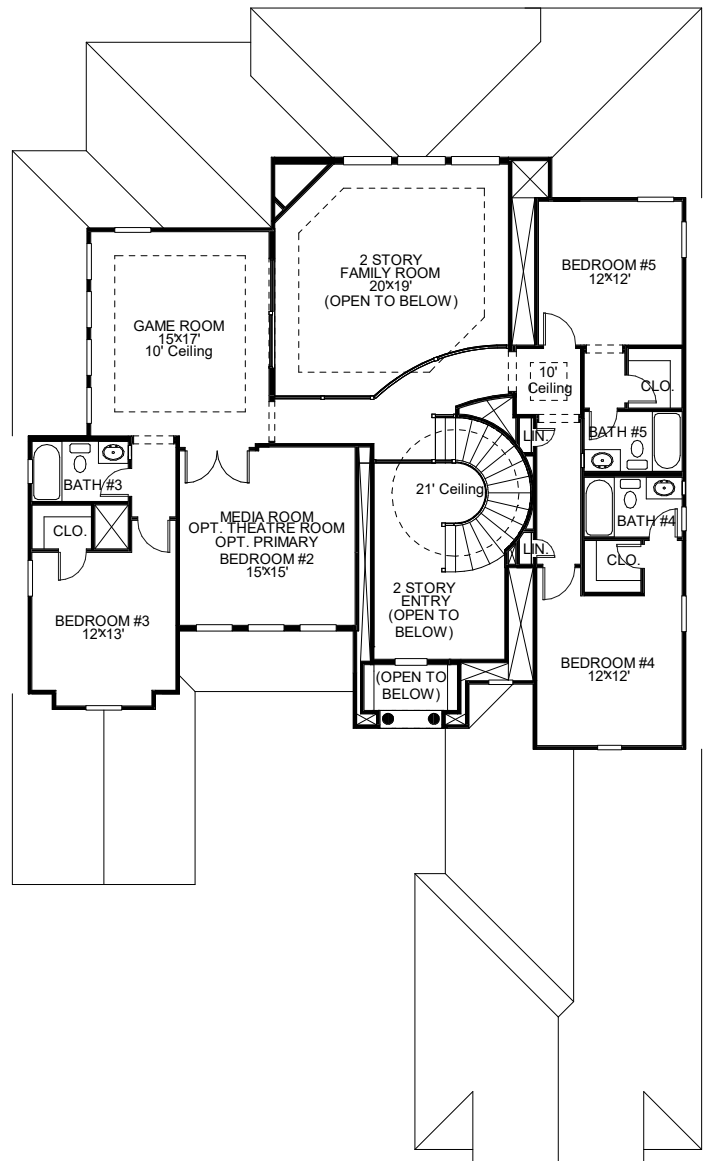 2 STORY
FAMILY ROOM
20'X19'
(OPEN TO BELOW)
BEDROOM #5
12'X12'
GAME ROOM
15'X17'
10' Ceiling
10'
Ceiling
CLO.
LIN.
BATH #5
BATH #3
21' Ceiling
MEDIA ROOM
OPT. THEATRE ROOM
OPT. PRIMARY
BEDROOM #2
15'X15'
BATH #4
CLO.
LIN.
CLO.
2 STORY
ENTRY
(OPEN TO
BELOW)
BEDROOM #3
12'X13'
BEDROOM #4
12'X12'
(OPEN TO
BELOW)